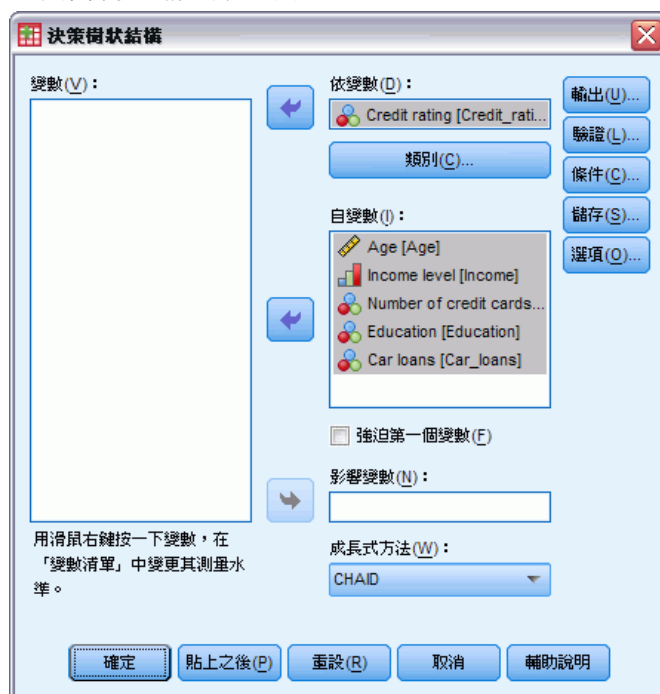 決策樹狀結構
變數(V)：
依變數(D)：
Credit rating [Credit_rati...
類別(C)...
自變數(I)：
Age [Age]
Income level [Income]
Number of credit cards...
Education [Education]
Car loans [Car_loans]
強迫第一個變數(F)
影響變數(N)：
成長式方法(W)：
CHAID
輸出(U)...
驗證(L)...
條件(C)...
儲存(S)...
選項(O)...
用滑鼠右鍵按一下變數，在
「變數清單」中變更其測量水
準。
確定
貼上之後(P)
重設(R)
取消
輔助說明